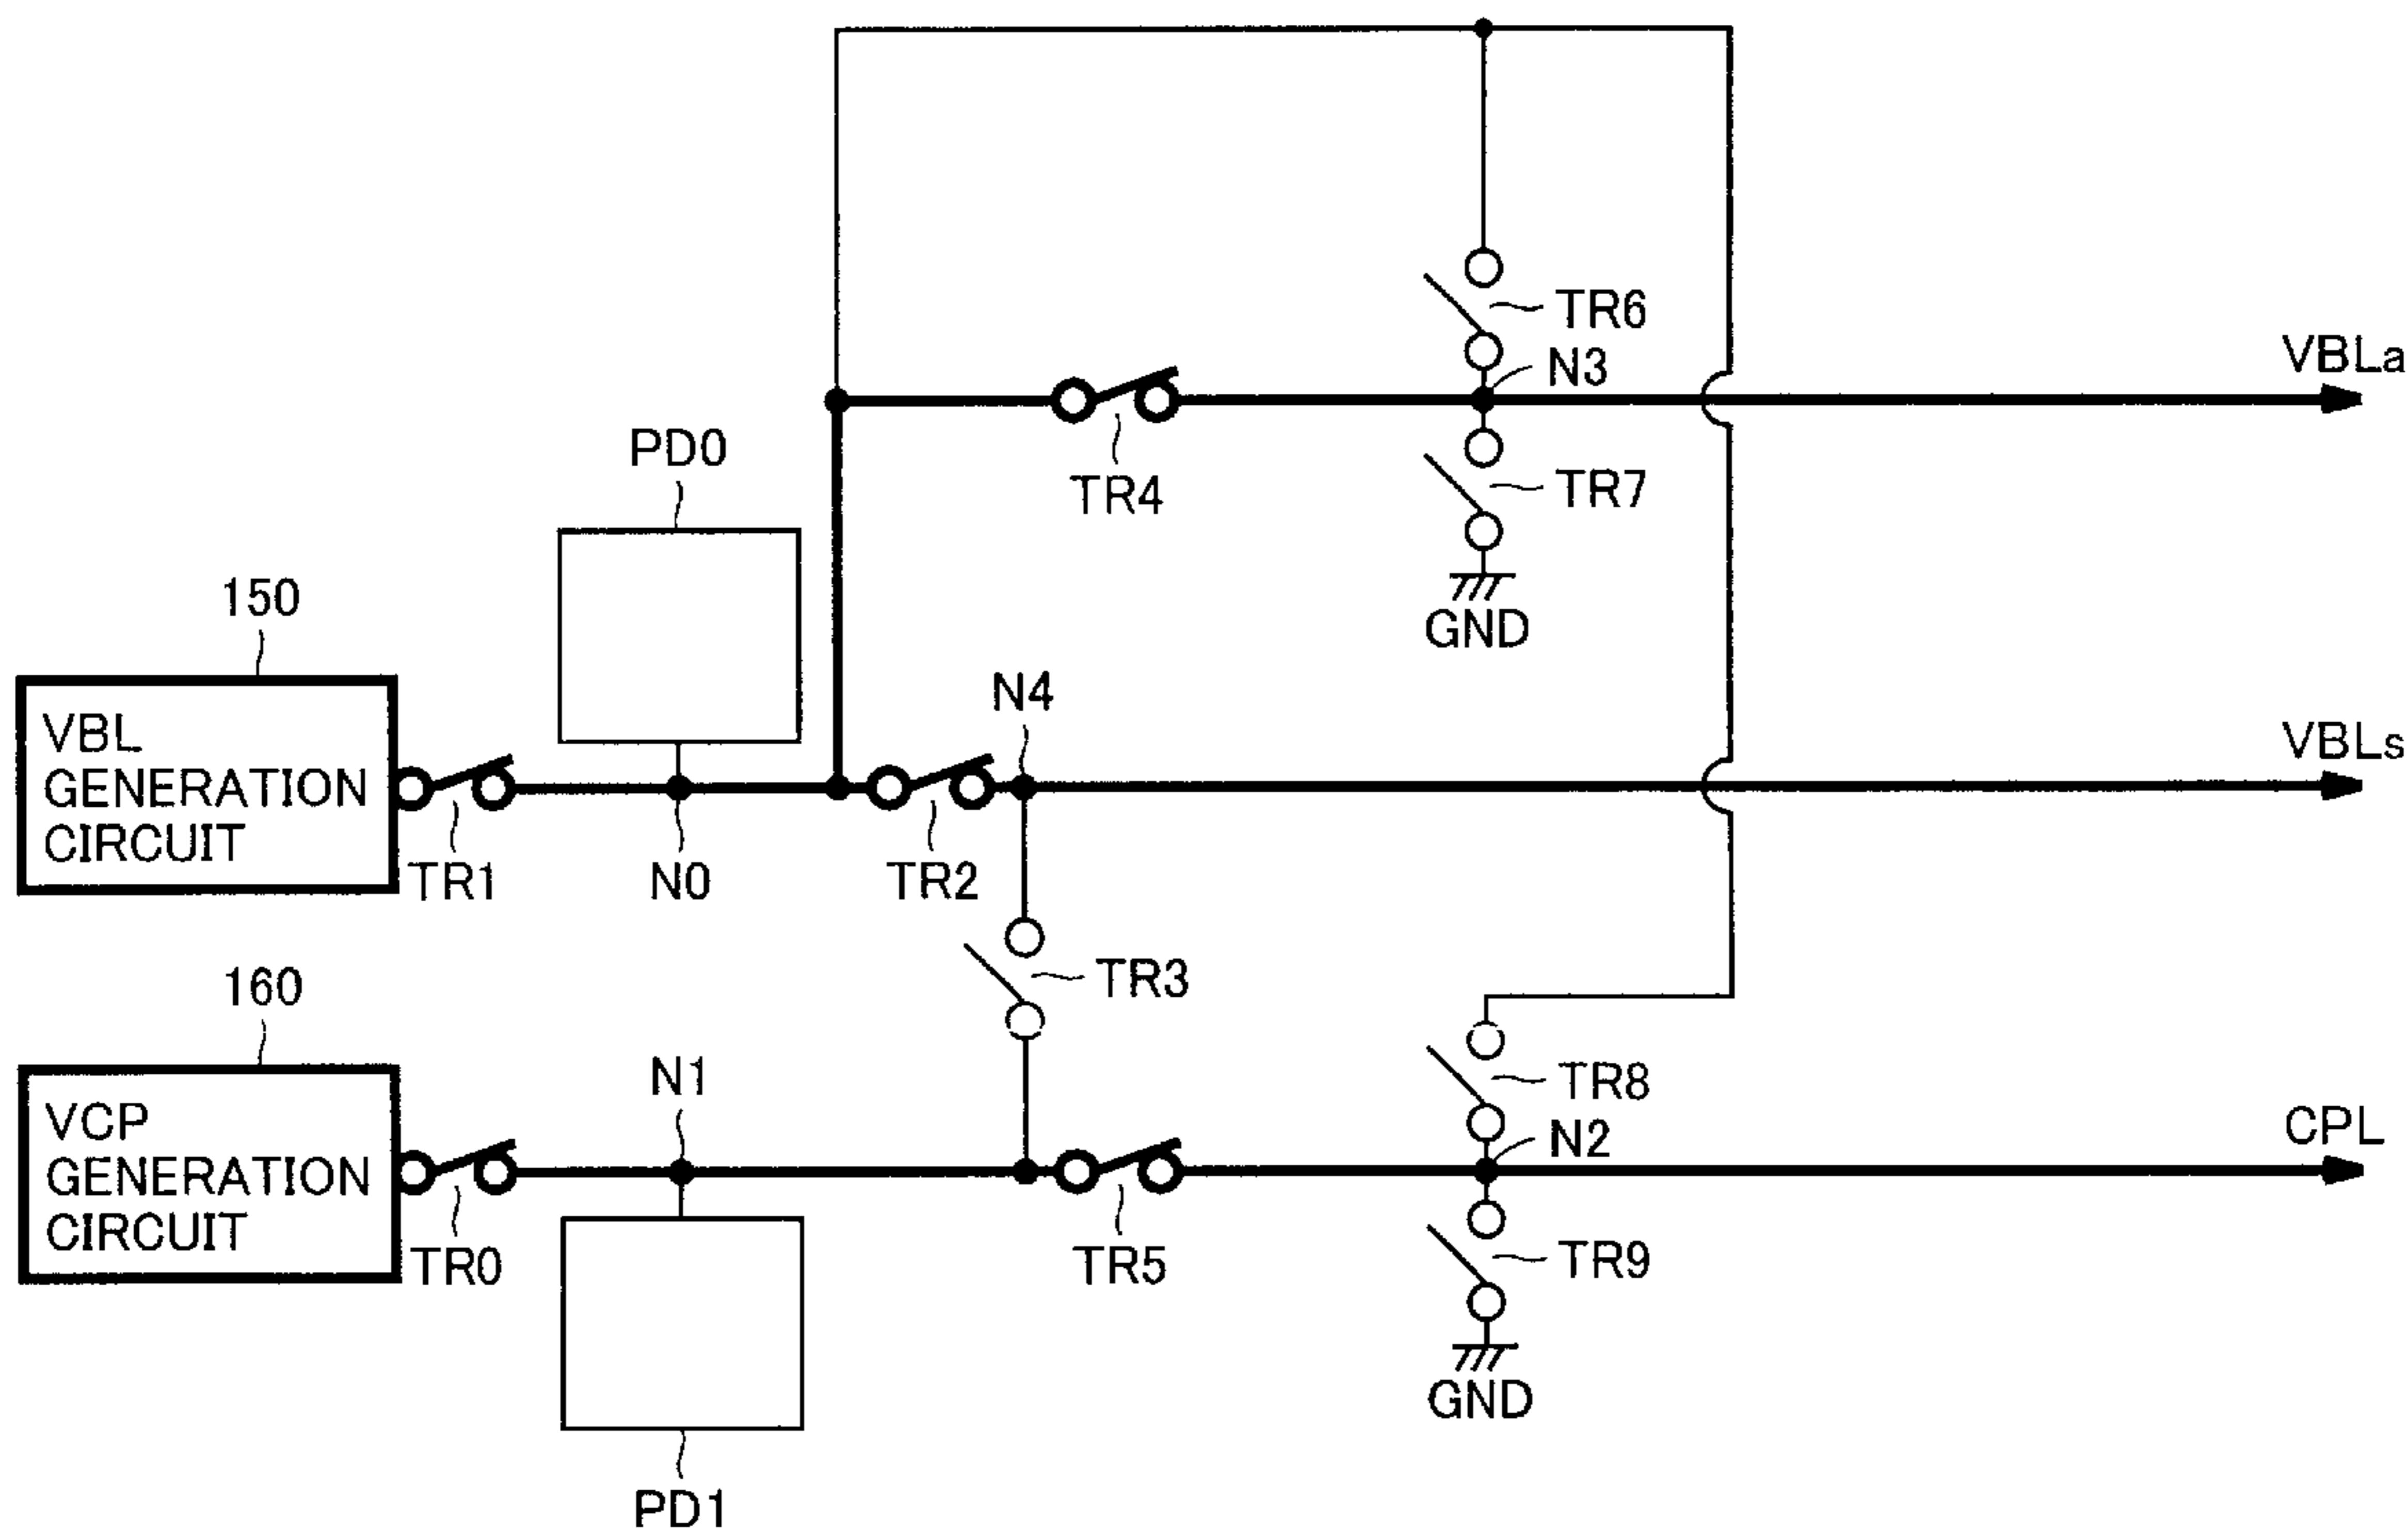 TR6
N3
VBLa
PD0
TR4
TR7
150
GND
N4
VBL
GENERATION
CIRCUIT
VBLs
TR1
N0
TR2
TR3
160
N1
TR8
VCP
GENERATION
CIRCUIT
N2
CPL
TR0
TR5
TR9
GND
PD1